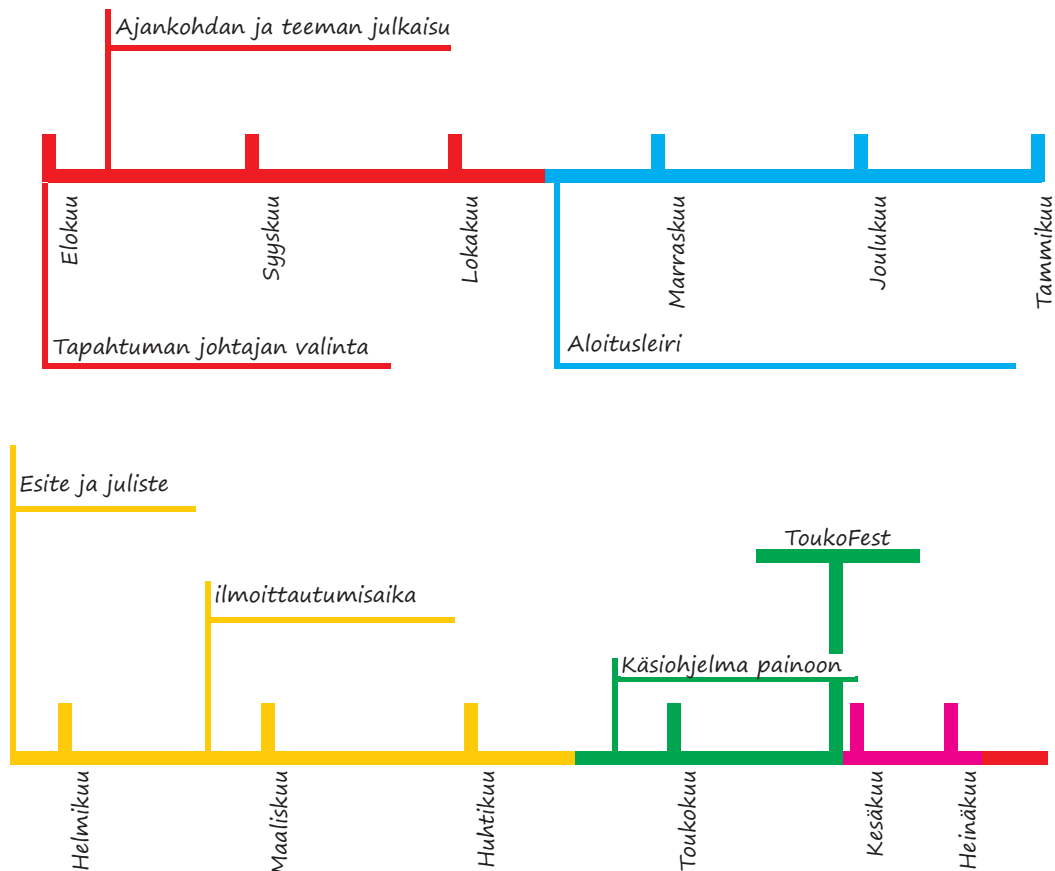 Ajankohdan ja teeman julkaisu
Elokuu
Syyskuu
Lokakuu
Marraskuu
Joulukuu
Tammikuu
Tapahtuman johtajan valinta
Aloitusleiri
Esite ja juliste
ToukoFest
ilmoittautumisaika
Käsiohjelma painoon
Helmikuu
Maaliskuu
Huhtikuu
Toukokuu
Kesäkuu
Heinäkuu